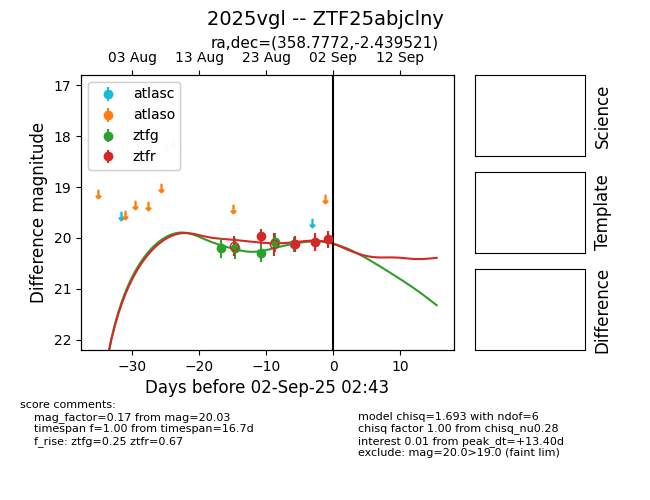 2025vgl -- ZTF25abjclny
ra,dec=(358.7772,-2.439521)
03 Aug 13 Aug 23 Aug 02 Sep 12 Sep
17
18
19
20
21
22
Difference magnitude
atlasc
atlaso
ztfg
ztfr
−30 −20 −10 0 10
Days before 02-Sep-25 02:43
Science
Template
Difference
score comments:
mag_factor=0.17 from mag=20.03
timespan f=1.00 from timespan=16.7d
f_rise: ztfg=0.25 ztfr=0.67
model chisq=1.693 with ndof=6
chisq factor 1.00 from chisq_nu0.28
interest 0.01 from peak_dt=+13.40d
exclude: mag=20.0>19.0 (faint lim)